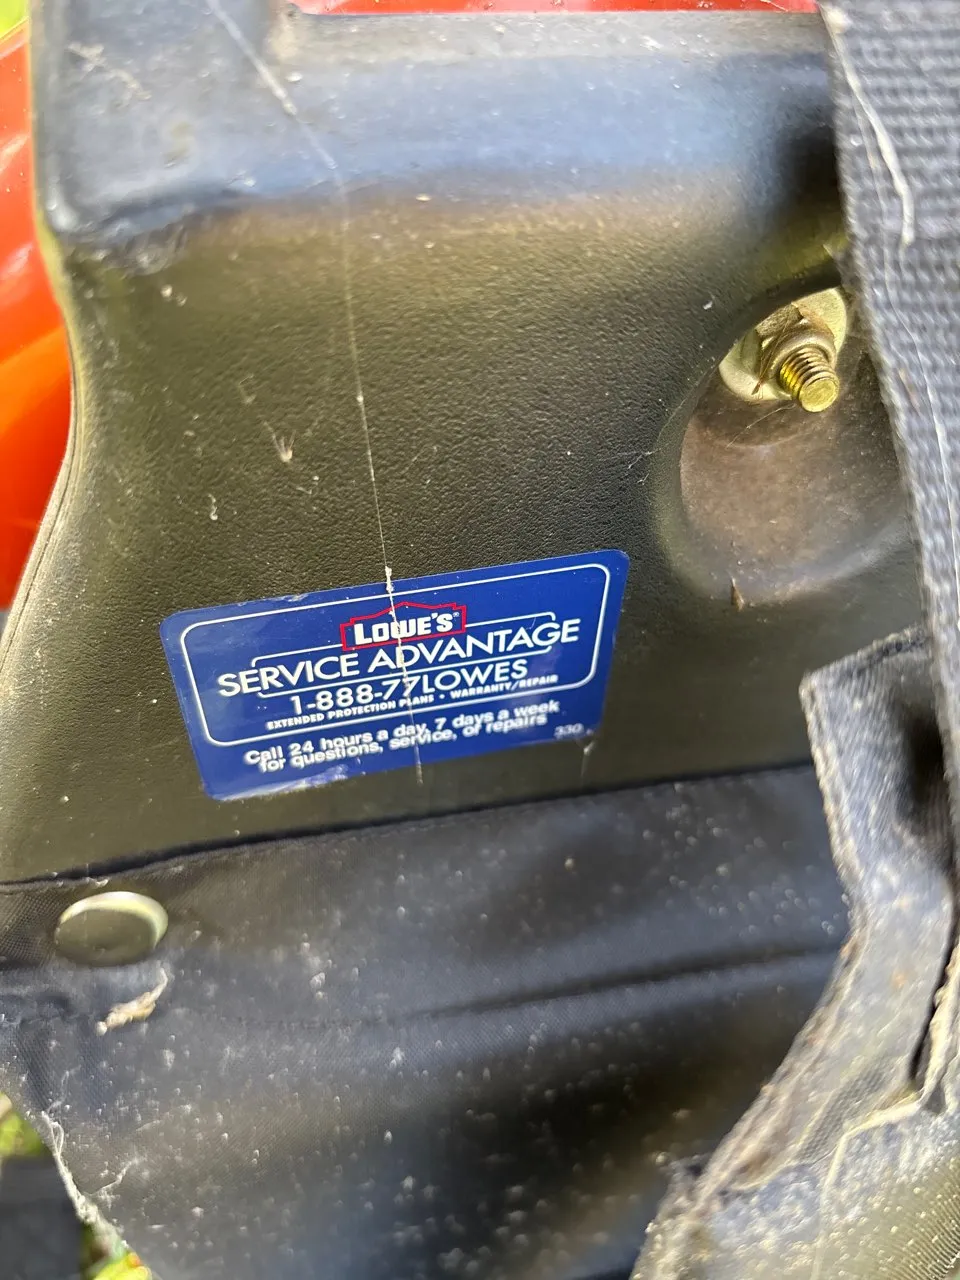 LOWE'S®
SERVICE ADVANTAGE
1-888-77LOWES
EXTENDED PROTECTION PLANS • WARRANTY/REPAIR
Call 24 hours a day, 7 days a week
for questions, service, or repairs
330